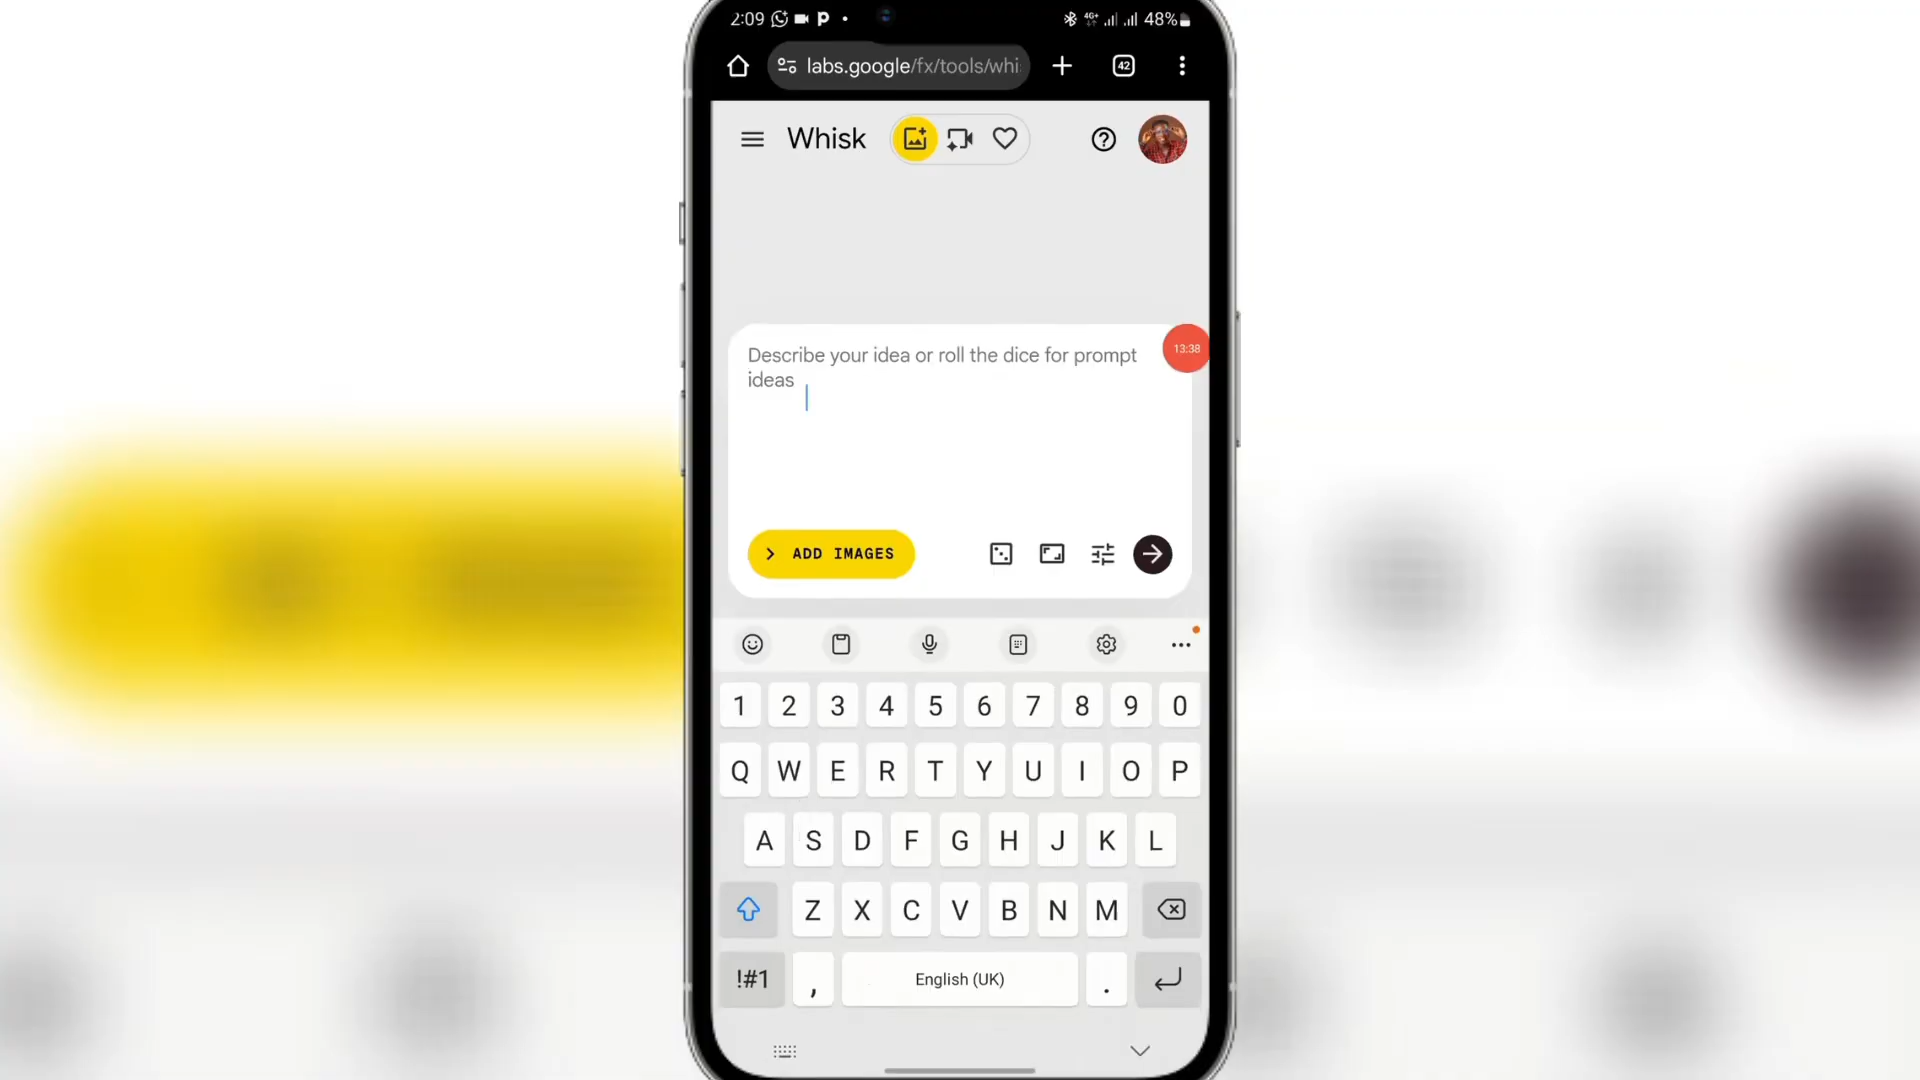 2:09 4G+ 48%
labs.google/fx/tools/whi 42
Whisk
Describe your idea or roll the dice for prompt
ideas
13:38
ADD IMAGES
1 2 3 4 5 6 7 8 9 0
Q W E R T Y U I O P
A S D F G H J K L
Z X C V B N M
!#1 , English (UK) .